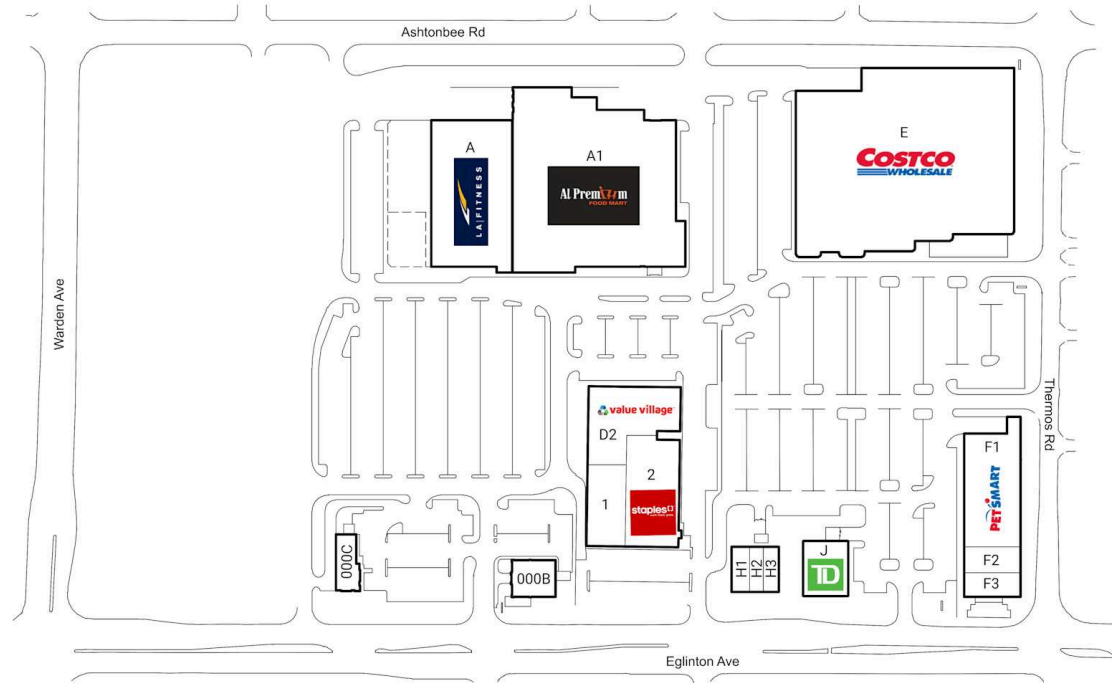 Ashtonbee Rd
Warden Ave
A
LA|FITNESS
A1
Al Premium
FOOD MART
E
COSTCO
WHOLESALE
Thermos Rd
value village
D2
1
2
staples
F1
PETSMART
F2
F3
000C
000B
H1
H2
H3
J
TD
Eglinton Ave